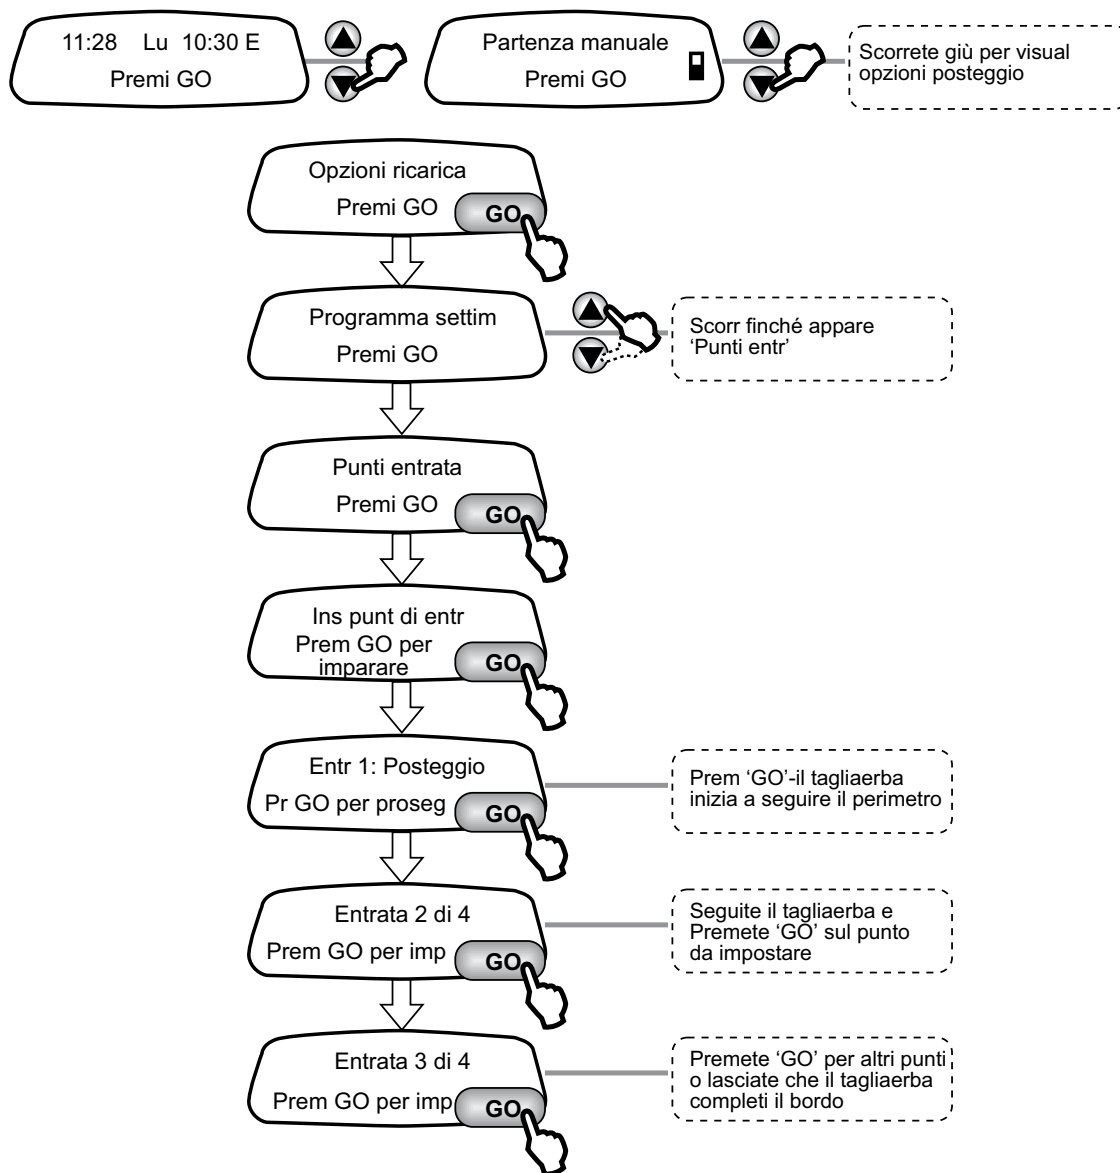 11:28 Lu 10:30 E
Premi GO
Partenza manuale
Premi GO
Scorrete giù per visual
opzioni posteggio
Opzioni ricarica
Premi GO
GO
Programma settim
Premi GO
Scorr finché appare
‘Punti entr’
Punti entrata
Premi GO
GO
Ins punt di entr
Prem GO per
imparare
GO
Entr 1: Posteggio
Pr GO per proseg
GO
Prem ‘GO’-il tagliaerba
inizia a seguire il perimetro
Entrata 2 di 4
Prem GO per imp
GO
Seguite il tagliaerba e
Premete ‘GO’ sul punto
da impostare
Entrata 3 di 4
Prem GO per imp
GO
Premete ‘GO’ per altri punti
o lasciate che il tagliaerba
completi il bordo